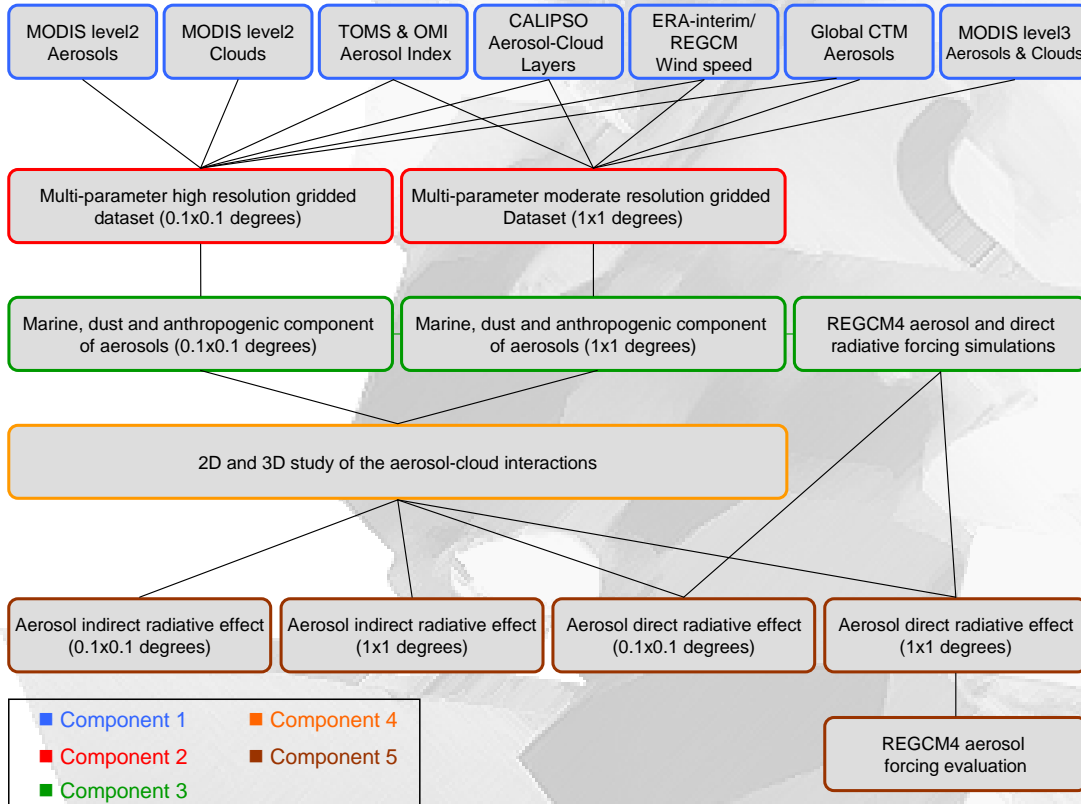 MODIS level2
Aerosols
MODIS level2
Clouds
TOMS & OMI
Aerosol Index
CALIPSO
Aerosol-Cloud
Layers
ERA-interim/
REGCM
Wind speed
Global CTM
Aerosols
MODIS level3
Aerosols & Clouds
Multi-parameter high resolution gridded
dataset (0.1x0.1 degrees)
Multi-parameter moderate resolution gridded
Dataset (1x1 degrees)
Marine, dust and anthropogenic component
of aerosols (0.1x0.1 degrees)
Marine, dust and anthropogenic component
of aerosols (1x1 degrees)
REGCM4 aerosol and direct
radiative forcing simulations
2D and 3D study of the aerosol-cloud interactions
Aerosol indirect radiative effect
(0.1x0.1 degrees)
Aerosol indirect radiative effect
(1x1 degrees)
Aerosol direct radiative effect
(0.1x0.1 degrees)
Aerosol direct radiative effect
(1x1 degrees)
REGCM4 aerosol
forcing evaluation
Component 1
Component 2
Component 3
Component 4
Component 5